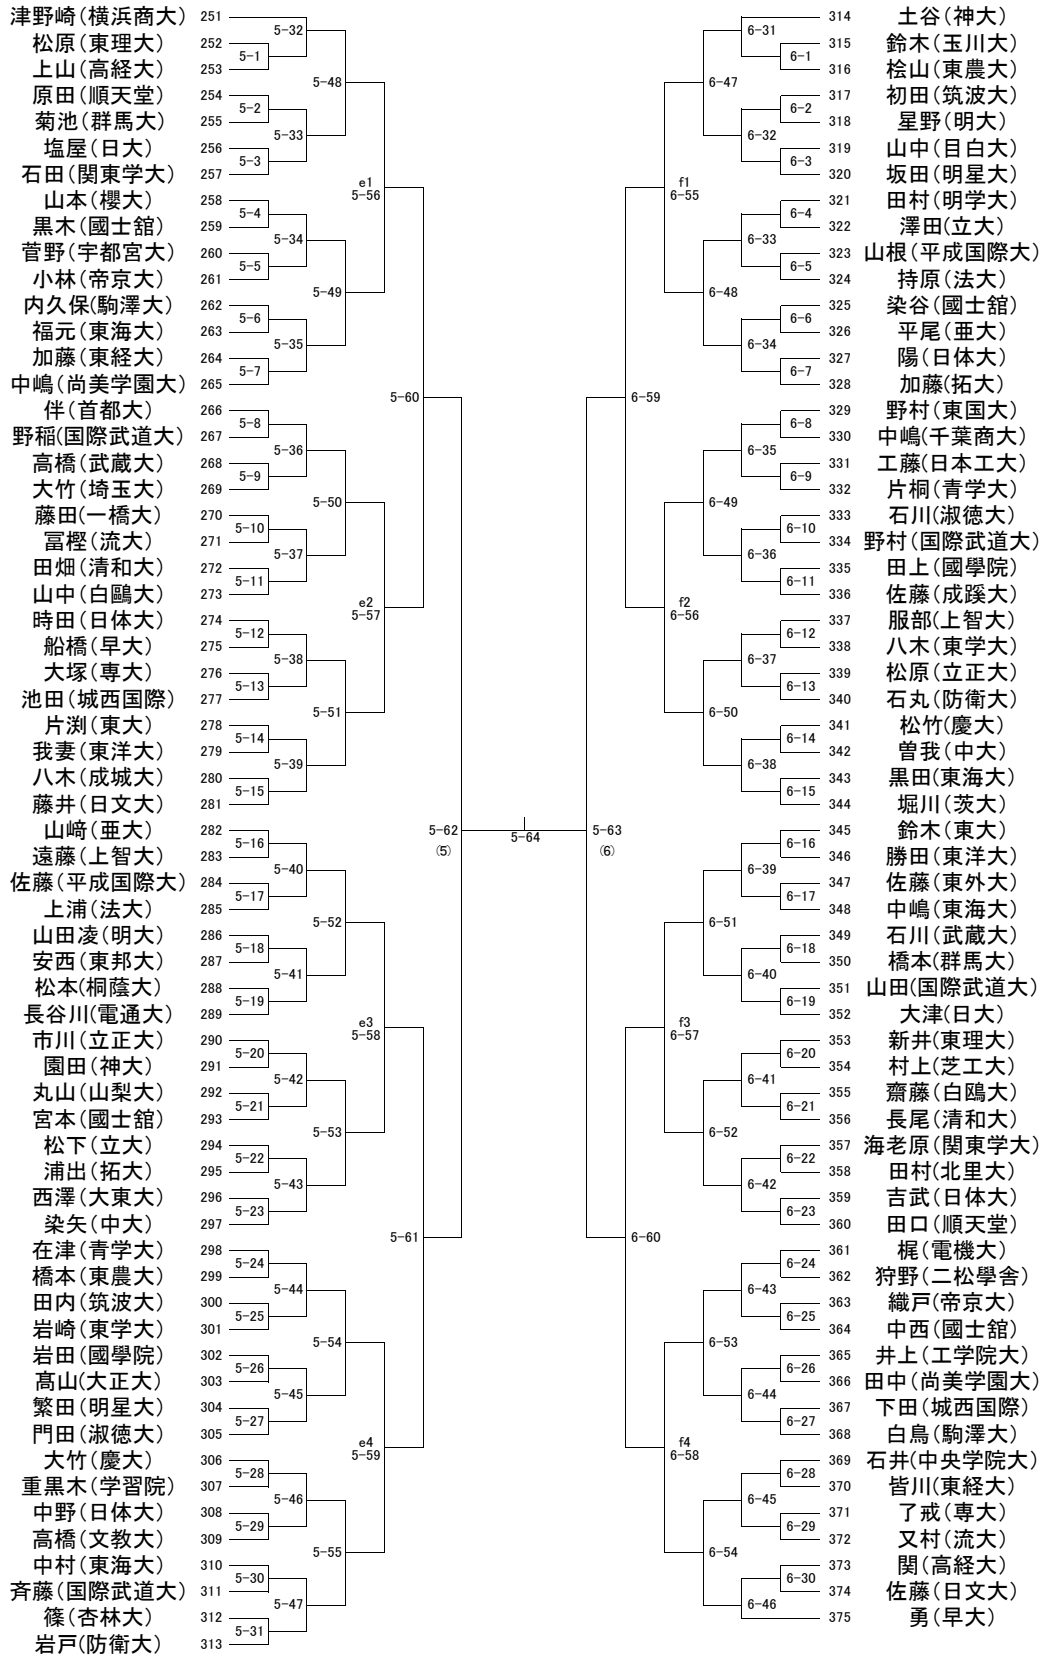 津野崎(横浜商大) 251
松原(東理大) 252
上山(高経大) 253
原田(順天堂) 254
菊池(群馬大) 255
塩屋(日大) 256
石田(関東学大) 257
山本(櫻大) 258
黒木(國士舘) 259
菅野(宇都宮大) 260
小林(帝京大) 261
内久保(駒澤大) 262
福元(東海大) 263
加藤(東経大) 264
中嶋(尚美学園大) 265
伴(首都大) 266
野稲(国際武道大) 267
高橋(武蔵大) 268
大竹(埼玉大) 269
藤田(一橋大) 270
冨樫(流大) 271
田畑(清和大) 272
山中(白鷗大) 273
時田(日体大) 274
船橋(早大) 275
大塚(専大) 276
池田(城西国際) 277
片渕(東大) 278
我妻(東洋大) 279
八木(成城大) 280
藤井(日文大) 281
山﨑(亜大) 282
遠藤(上智大) 283
佐藤(平成国際大) 284
上浦(法大) 285
山田凌(明大) 286
安西(東邦大) 287
松本(桐蔭大) 288
長谷川(電通大) 289
市川(立正大) 290
園田(神大) 291
丸山(山梨大) 292
宮本(國士舘) 293
松下(立大) 294
浦出(拓大) 295
西澤(大東大) 296
染矢(中大) 297
在津(青学大) 298
橋本(東農大) 299
田内(筑波大) 300
岩崎(東学大) 301
岩田(國學院) 302
髙山(大正大) 303
繁田(明星大) 304
門田(淑徳大) 305
大竹(慶大) 306
重黒木(学習院) 307
中野(日体大) 308
高橋(文教大) 309
中村(東海大) 310
斉藤(国際武道大) 311
篠(杏林大) 312
岩戸(防衛大) 313
5-1
5-2
5-3
5-4
5-5
5-6
5-7
5-8
5-9
5-10
5-11
5-12
5-13
5-14
5-15
5-16
5-17
5-18
5-19
5-20
5-21
5-22
5-23
5-24
5-25
5-26
5-27
5-28
5-29
5-30
5-31
5-32
5-33
5-34
5-35
5-36
5-37
5-38
5-39
5-40
5-41
5-42
5-43
5-44
5-45
5-46
5-47
5-48
5-49
5-50
5-51
5-52
5-53
5-54
5-55
e1
5-56
e2
5-57
e3
5-58
e4
5-59
5-60
5-61
5-62
(5)
5-64
5-63
(6)
6-59
6-60
f1
6-55
f2
6-56
f3
6-57
f4
6-58
6-47
6-48
6-49
6-50
6-51
6-52
6-53
6-54
6-31
6-32
6-33
6-34
6-35
6-36
6-37
6-38
6-39
6-40
6-41
6-42
6-43
6-44
6-45
6-46
6-1
6-2
6-3
6-4
6-5
6-6
6-7
6-8
6-9
6-10
6-11
6-12
6-13
6-14
6-15
6-16
6-17
6-18
6-19
6-20
6-21
6-22
6-23
6-24
6-25
6-26
6-27
6-28
6-29
6-30
314 土谷(神大)
315 鈴木(玉川大)
316 桧山(東農大)
317 初田(筑波大)
318 星野(明大)
319 山中(目白大)
320 坂田(明星大)
321 田村(明学大)
322 澤田(立大)
323 山根(平成国際大)
324 持原(法大)
325 染谷(國士舘)
326 平尾(亜大)
327 陽(日体大)
328 加藤(拓大)
329 野村(東国大)
330 中嶋(千葉商大)
331 工藤(日本工大)
332 片桐(青学大)
333 石川(淑徳大)
334 野村(国際武道大)
335 田上(國學院)
336 佐藤(成蹊大)
337 服部(上智大)
338 八木(東学大)
339 松原(立正大)
340 石丸(防衛大)
341 松竹(慶大)
342 曽我(中大)
343 黒田(東海大)
344 堀川(茨大)
345 鈴木(東大)
346 勝田(東洋大)
347 佐藤(東外大)
348 中嶋(東海大)
349 石川(武蔵大)
350 橋本(群馬大)
351 山田(国際武道大)
352 大津(日大)
353 新井(東理大)
354 村上(芝工大)
355 齋藤(白鴎大)
356 長尾(清和大)
357 海老原(関東学大)
358 田村(北里大)
359 吉武(日体大)
360 田口(順天堂)
361 梶(電機大)
362 狩野(二松學舎)
363 織戸(帝京大)
364 中西(國士舘)
365 井上(工学院大)
366 田中(尚美学園大)
367 下田(城西国際)
368 白鳥(駒澤大)
369 石井(中央学院大)
370 皆川(東経大)
371 了戒(専大)
372 又村(流大)
373 関(高経大)
374 佐藤(日文大)
375 勇(早大)